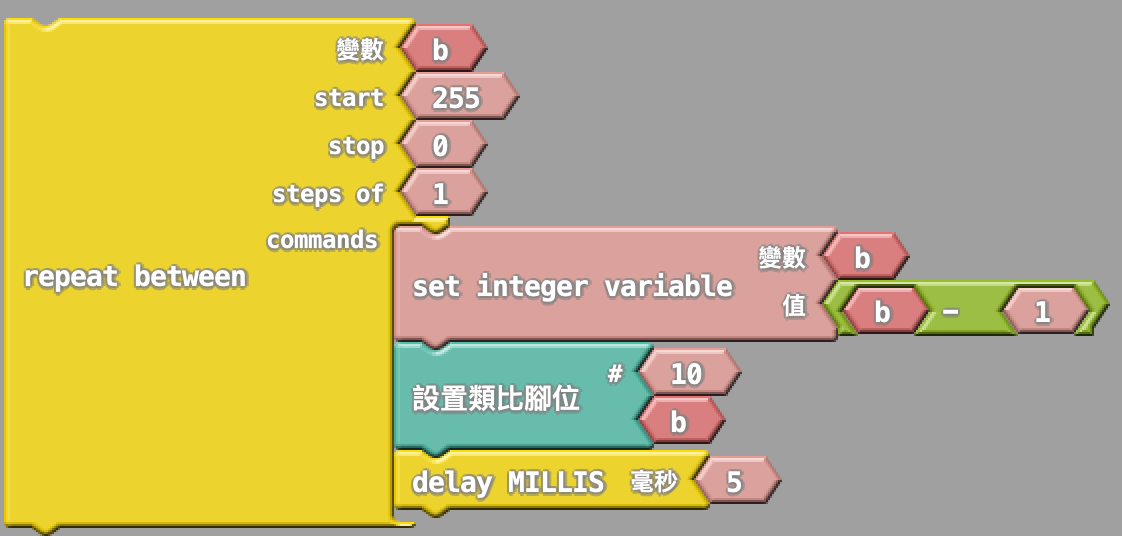 變數 b
start 255
stop 0
steps of 1
commands
repeat between
set integer variable
變數 b
值 b - 1
設置類比腳位
# 10
b
delay MILLIS 毫秒 5